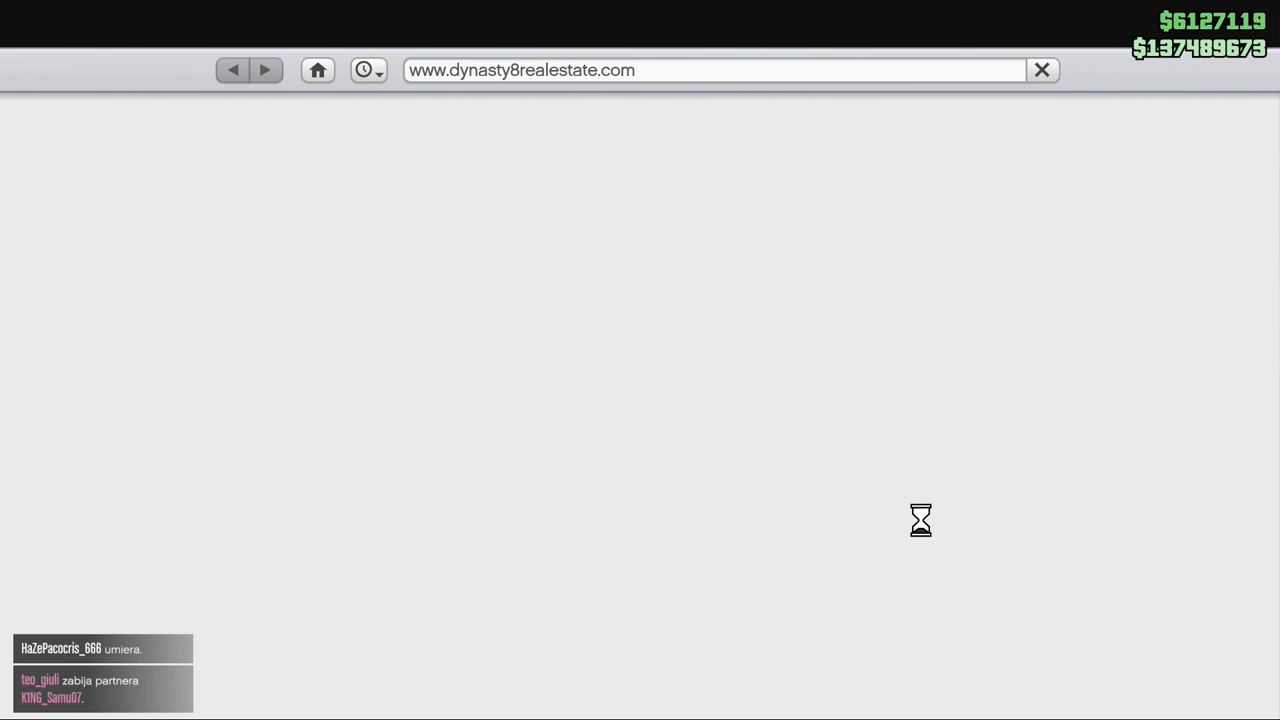 $6127119
$137489673
www.dynasty8realestate.com
HaZePacocris_666 umiera.
teo_giuli zabija partnera
K1NG_Samu07.